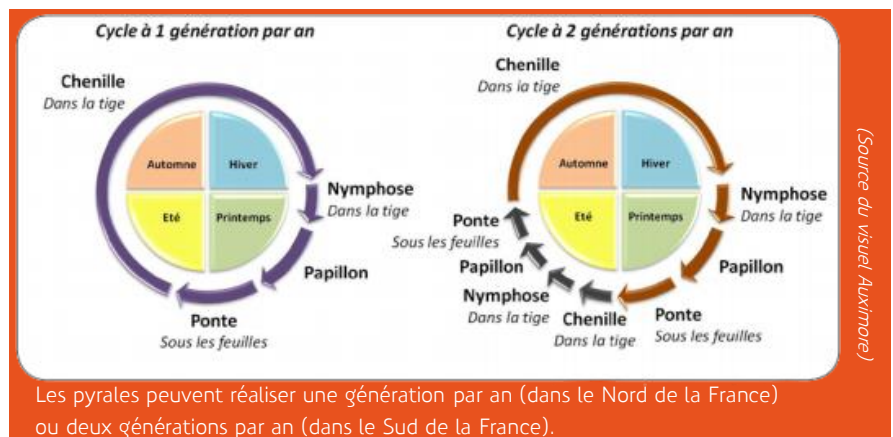 Cycle à 1 génération par an
Chenille
Dans la tige
Automne
Hiver
Eté
Printemps
Nymphose
Dans la tige
Papillon
Ponte
Sous les feuilles
Cycle à 2 générations par an
Chenille
Dans la tige
Automne
Hiver
Eté
Printemps
Nymphose
Dans la tige
Papillon
Ponte
Sous les feuilles
Chenille
Dans la tige
Nymphose
Dans la tige
Papillon
Ponte
Sous les feuilles
(Source du visuel Auximore)
Les pyrales peuvent réaliser une génération par an (dans le Nord de la France)
ou deux générations par an (dans le Sud de la France).